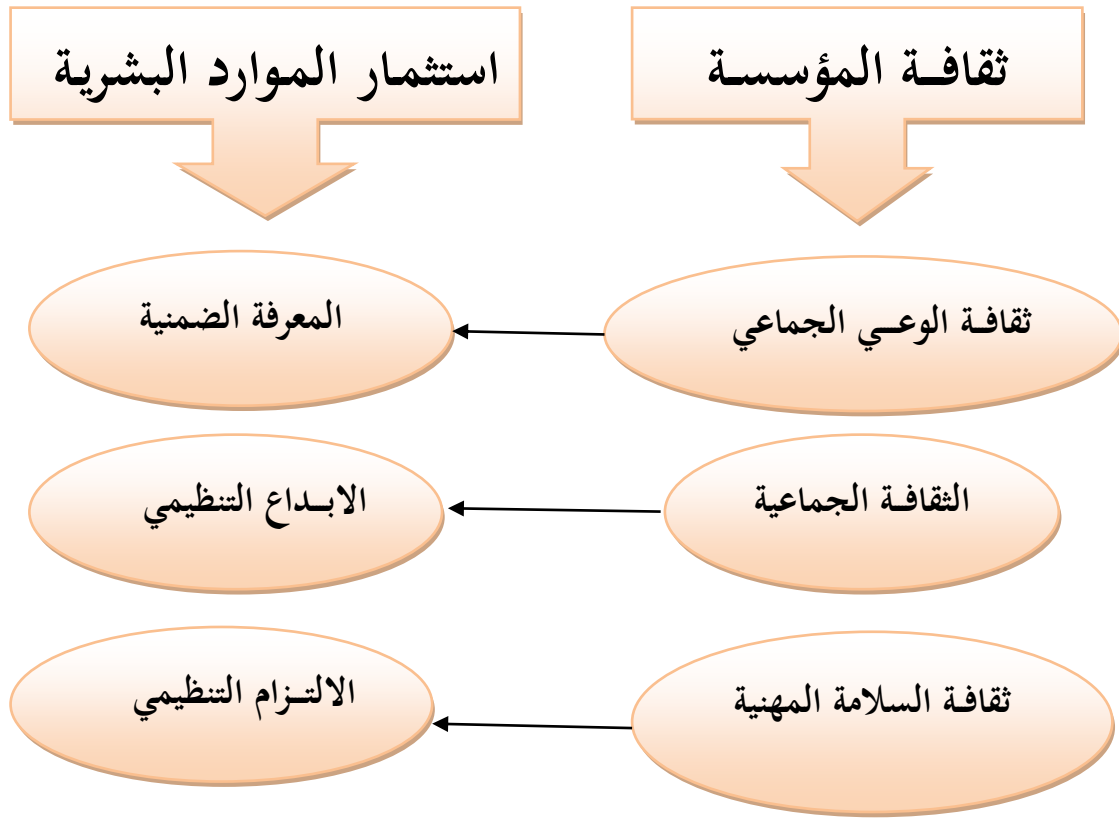 ثقافة المؤسسة
استثمار الموارد البشرية
ثقافة الوعي الجماعي
المعرفة الضمنية
الثقافة الجماعية
الابداع التنظيمي
ثقافة السلامة المهنية
الالتزام التنظيمي